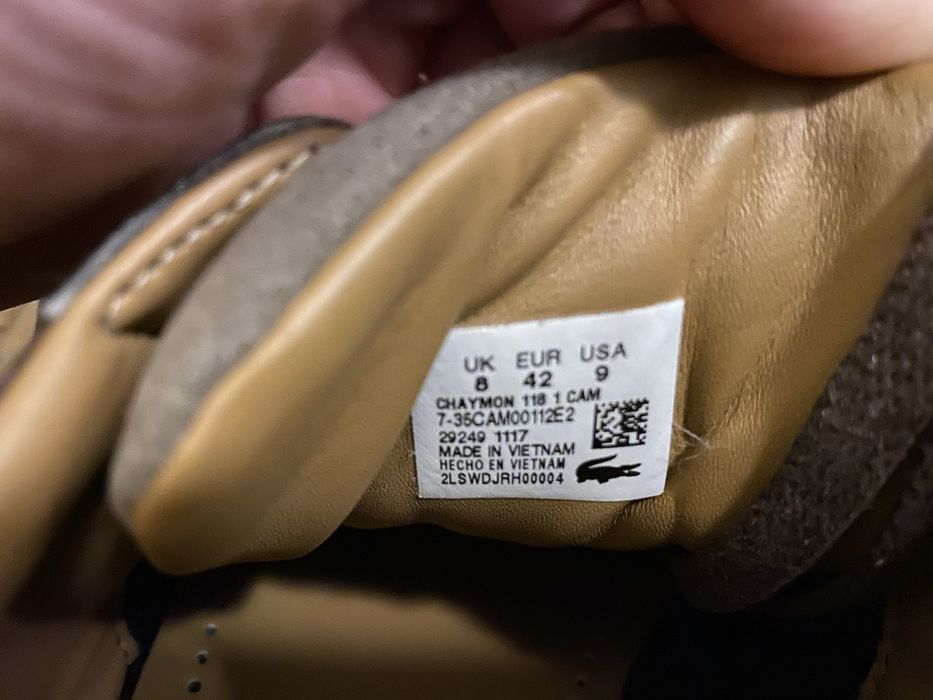 UK EUR USA
8 42 9
CHAYMON 118 1 CAM
7-35CAM00112E2
29249 1117
MADE IN VIETNAM
HECHO EN VIETNAM
2LSWDJRH00004